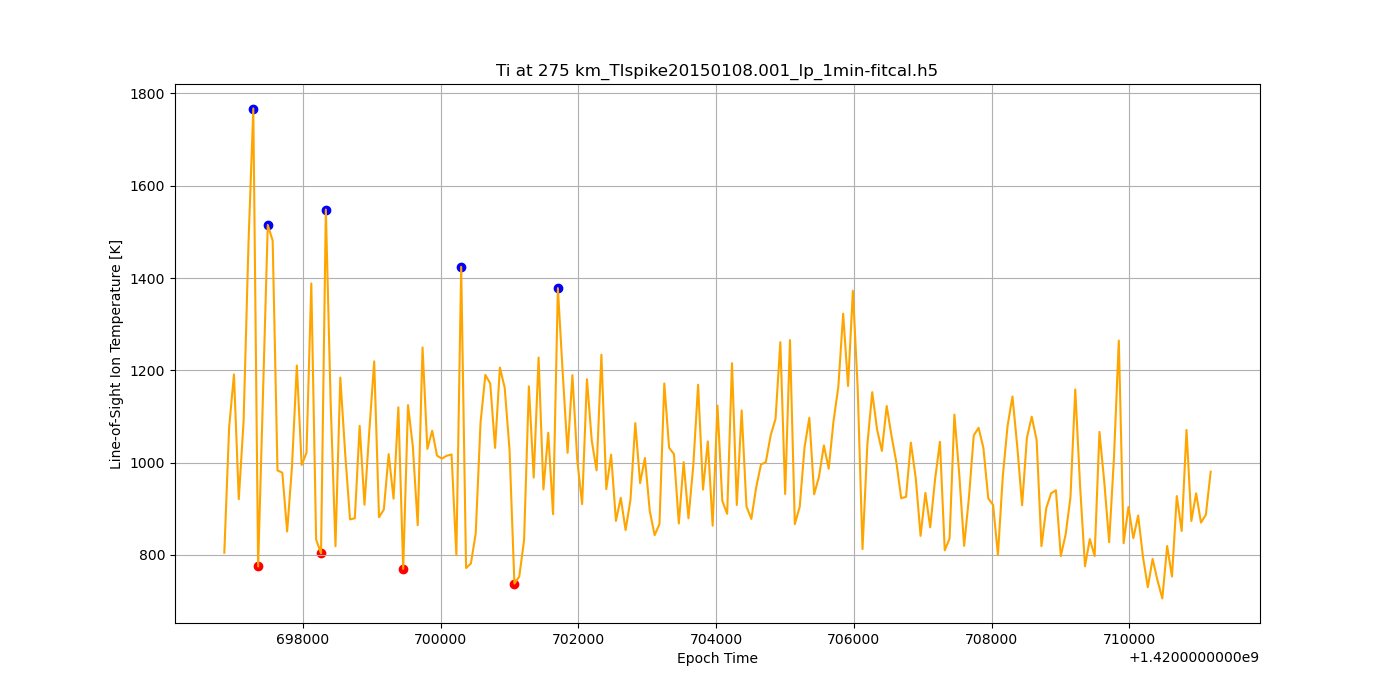 Ti at 275 km_TIspike20150108.001_lp_1min-fitcal.h5
Line-of-Sight Ion Temperature [K]
1800
1600
1400
1200
1000
800
698000 700000 702000 704000 706000 708000 710000
Epoch Time
+1.4200000000e9